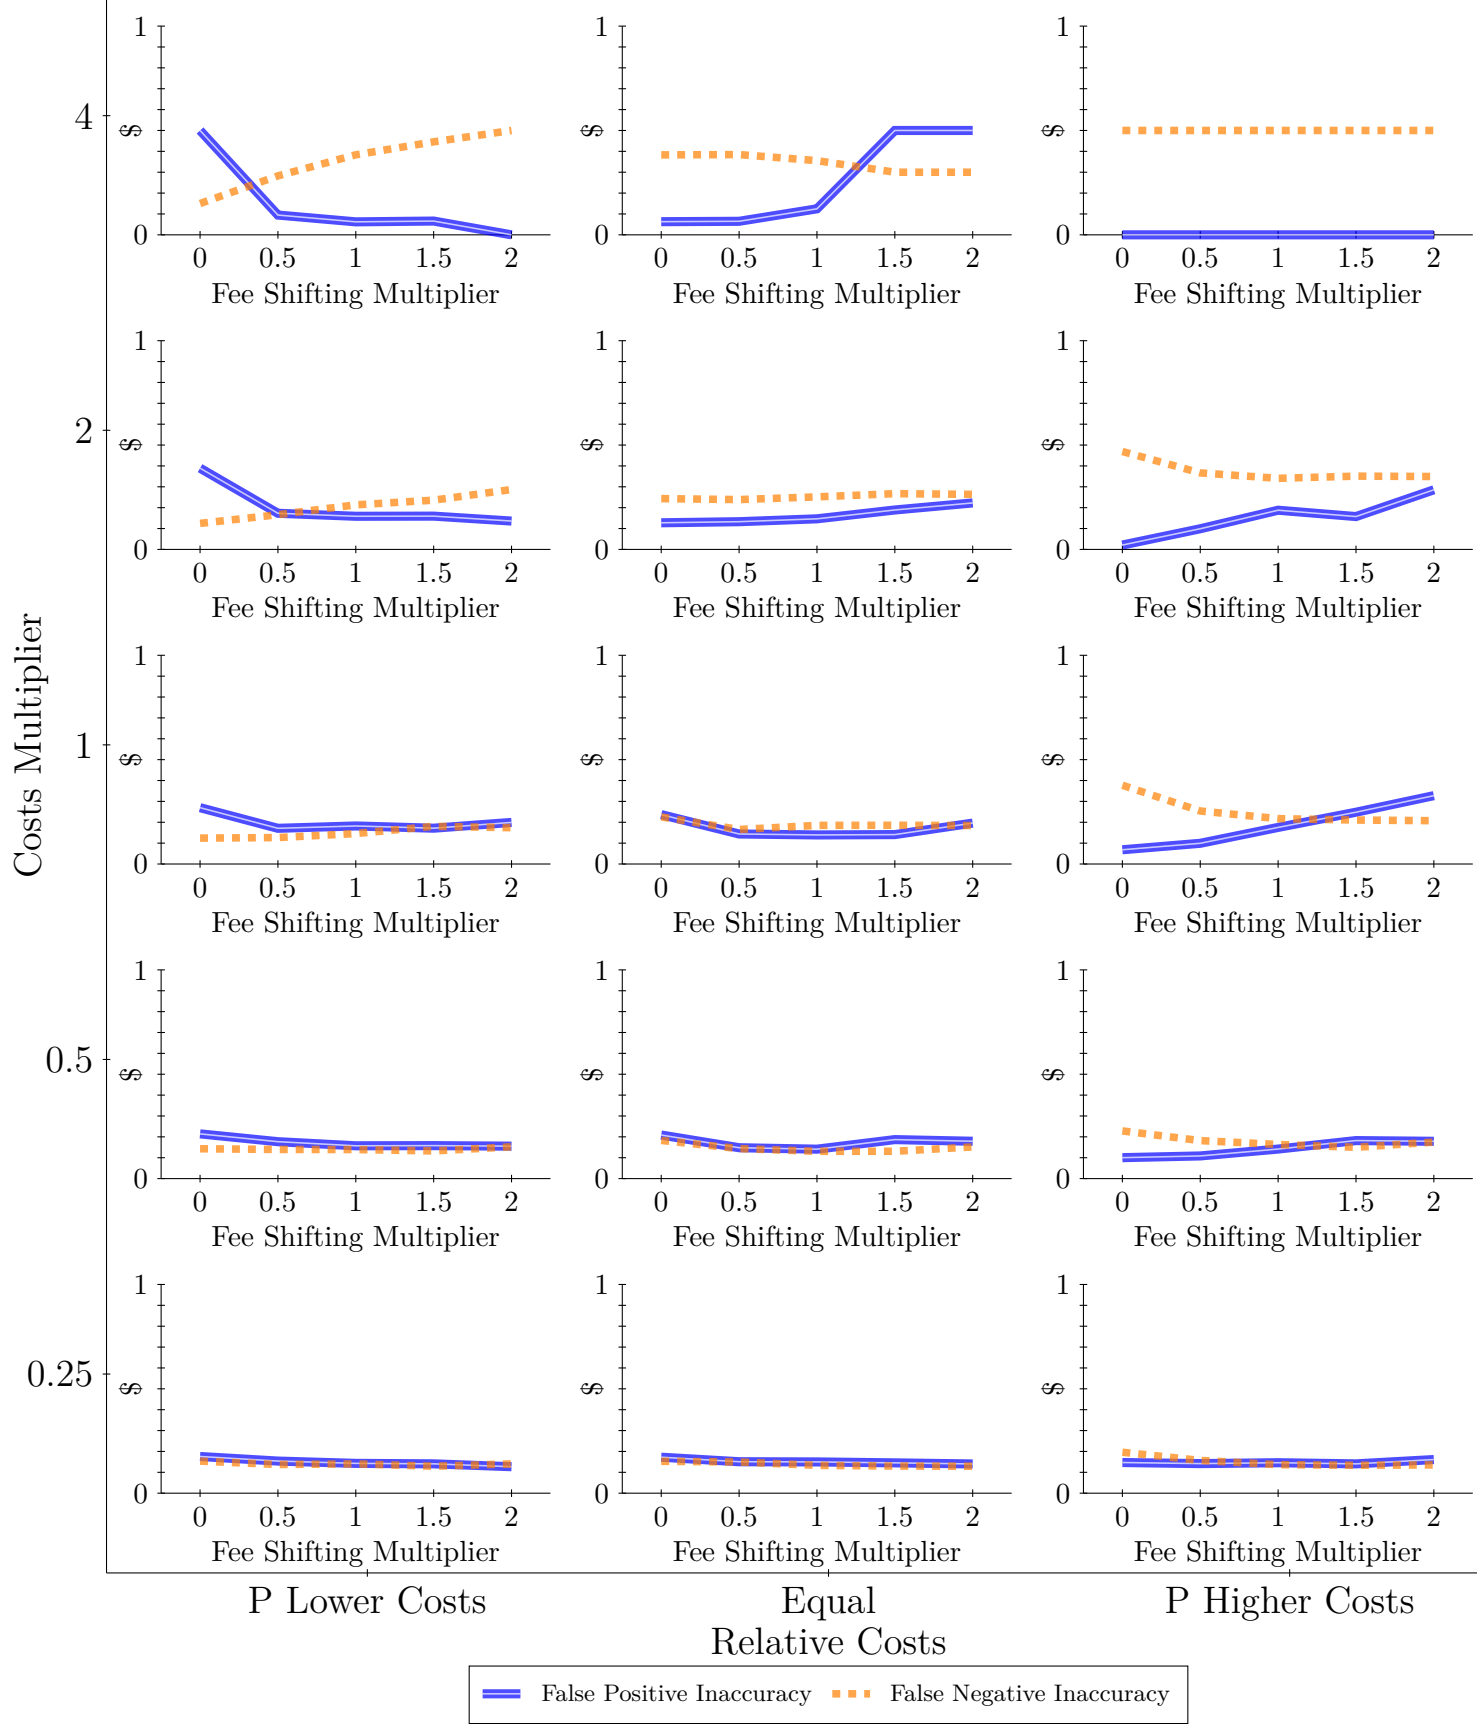 Costs Multiplier
4
1
$
0
0 0.5 1 1.5 2
Fee Shifting Multiplier
1
$
0
0 0.5 1 1.5 2
Fee Shifting Multiplier
1
$
0
0 0.5 1 1.5 2
Fee Shifting Multiplier
2
1
$
0
0 0.5 1 1.5 2
Fee Shifting Multiplier
1
$
0
0 0.5 1 1.5 2
Fee Shifting Multiplier
1
$
0
0 0.5 1 1.5 2
Fee Shifting Multiplier
1
1
$
0
0 0.5 1 1.5 2
Fee Shifting Multiplier
1
$
0
0 0.5 1 1.5 2
Fee Shifting Multiplier
1
$
0
0 0.5 1 1.5 2
Fee Shifting Multiplier
0.5
1
$
0
0 0.5 1 1.5 2
Fee Shifting Multiplier
1
$
0
0 0.5 1 1.5 2
Fee Shifting Multiplier
1
$
0
0 0.5 1 1.5 2
Fee Shifting Multiplier
0.25
1
$
0
0 0.5 1 1.5 2
Fee Shifting Multiplier
1
$
0
0 0.5 1 1.5 2
Fee Shifting Multiplier
1
$
0
0 0.5 1 1.5 2
Fee Shifting Multiplier
P Lower Costs Equal P Higher Costs
Relative Costs
False Positive Inaccuracy False Negative Inaccuracy